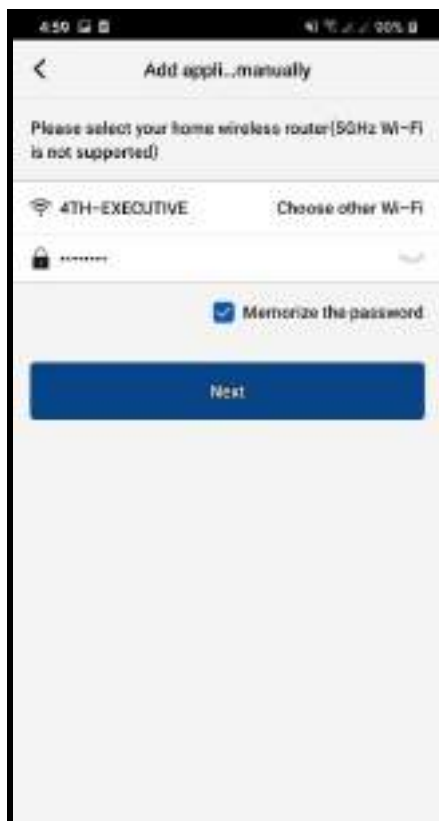 4:59 90%
Add appli...manually
Please select your home wireless router(5GHz Wi-Fi
is not supported)
4TH-EXECUTIVE Choose other Wi-Fi
••••••••
Memorize the password
Next